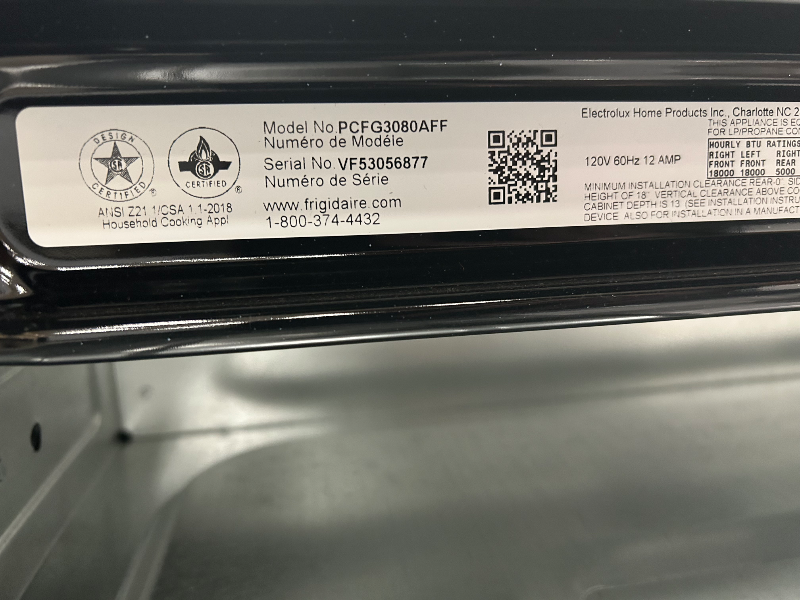 DESIGN
SA
CERTIFIED
®
SA
CERTIFIED
®
ANSI Z21.1/CSA 1.1-2018
Household Cooking Appl
Model No.PCFG3080AFF
Numéro de Modéle
Serial No.VF53056877
Numéro de Série
www.frigidaire.com
1-800-374-4432
120V 60Hz 12 AMP
Electrolux Home Products Inc., Charlotte NC 2
THIS APPLIANCE IS
FOR LP/PROPANE
HOURLY BTU RATINGS
RIGHT LEFT RIGHT
FRONT FRONT REAR
18000 18000 5000
MINIMUM INSTALLATION CLEARANCE REAR-0"
HEIGHT OF 18" VERTICAL CLEARANCE ABOVE
CABINET DEPTH IS 13 (SEE INSTALLATION
DEVICE. ALSO FOR INSTALLATION IN A